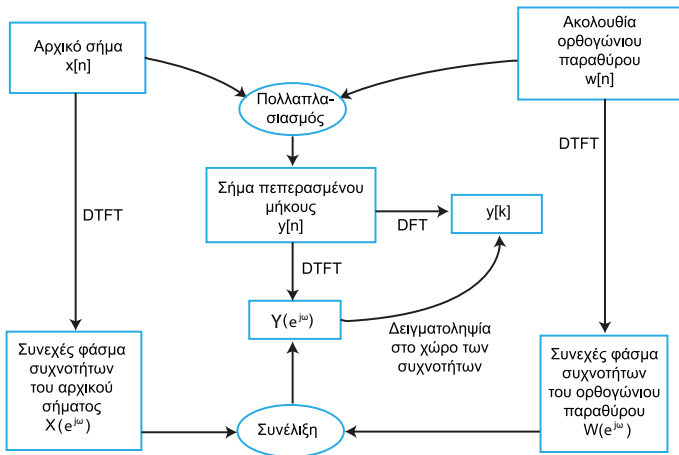 Αρχικό σήμα
x[n]
Ακολουθία
ορθογώνιου
παραθύρου
w[n]
Πολλαπλα-
σιασμός
DTFT
DTFT
Σήμα πεπερασμένου
μήκους
y[n]
DFT
y[k]
DTFT
Y(e^{jω})
Δειγματοληψία
στο χώρο των
συχνοτήτων
Συνεχές φάσμα
συχνοτήτων
του αρχικού
σήματος
X(e^{jω})
Συνέλιξη
Συνεχές φάσμα
συχνοτήτων
του ορθογώνιου
παραθύρου
W(e^{jω})